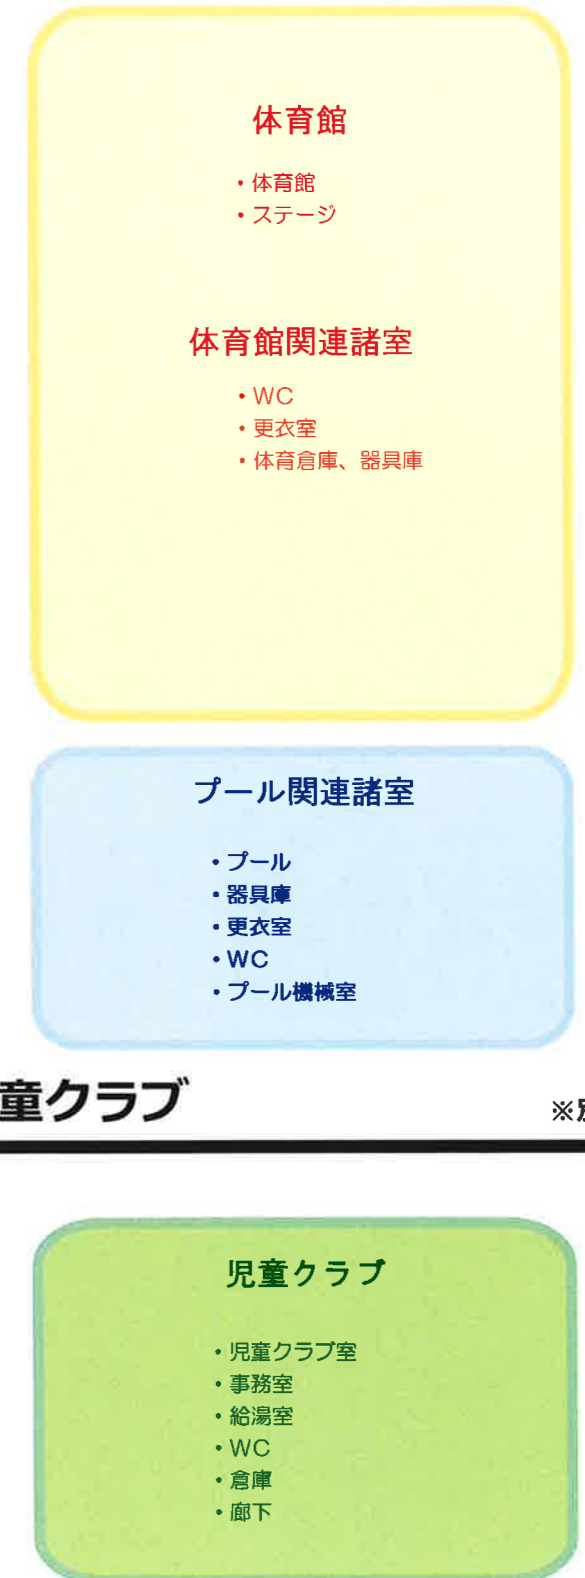 体育館
・体育館
・ステージ
体育館関連諸室
・WC
・更衣室
・体育倉庫、器具庫
プール関連諸室
・プール
・器具庫
・更衣室
・WC
・プール機械室
童クラブ
※別
児童クラブ
・児童クラブ室
・事務室
・給湯室
・WC
・倉庫
・廊下